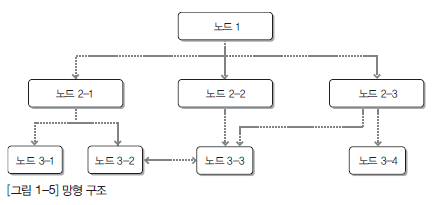 노드 1
노드 2-1
노드 2-2
노드 2-3
노드 3-1
노드 3-2
노드 3-3
노드 3-4
[그림 1-5] 망형 구조